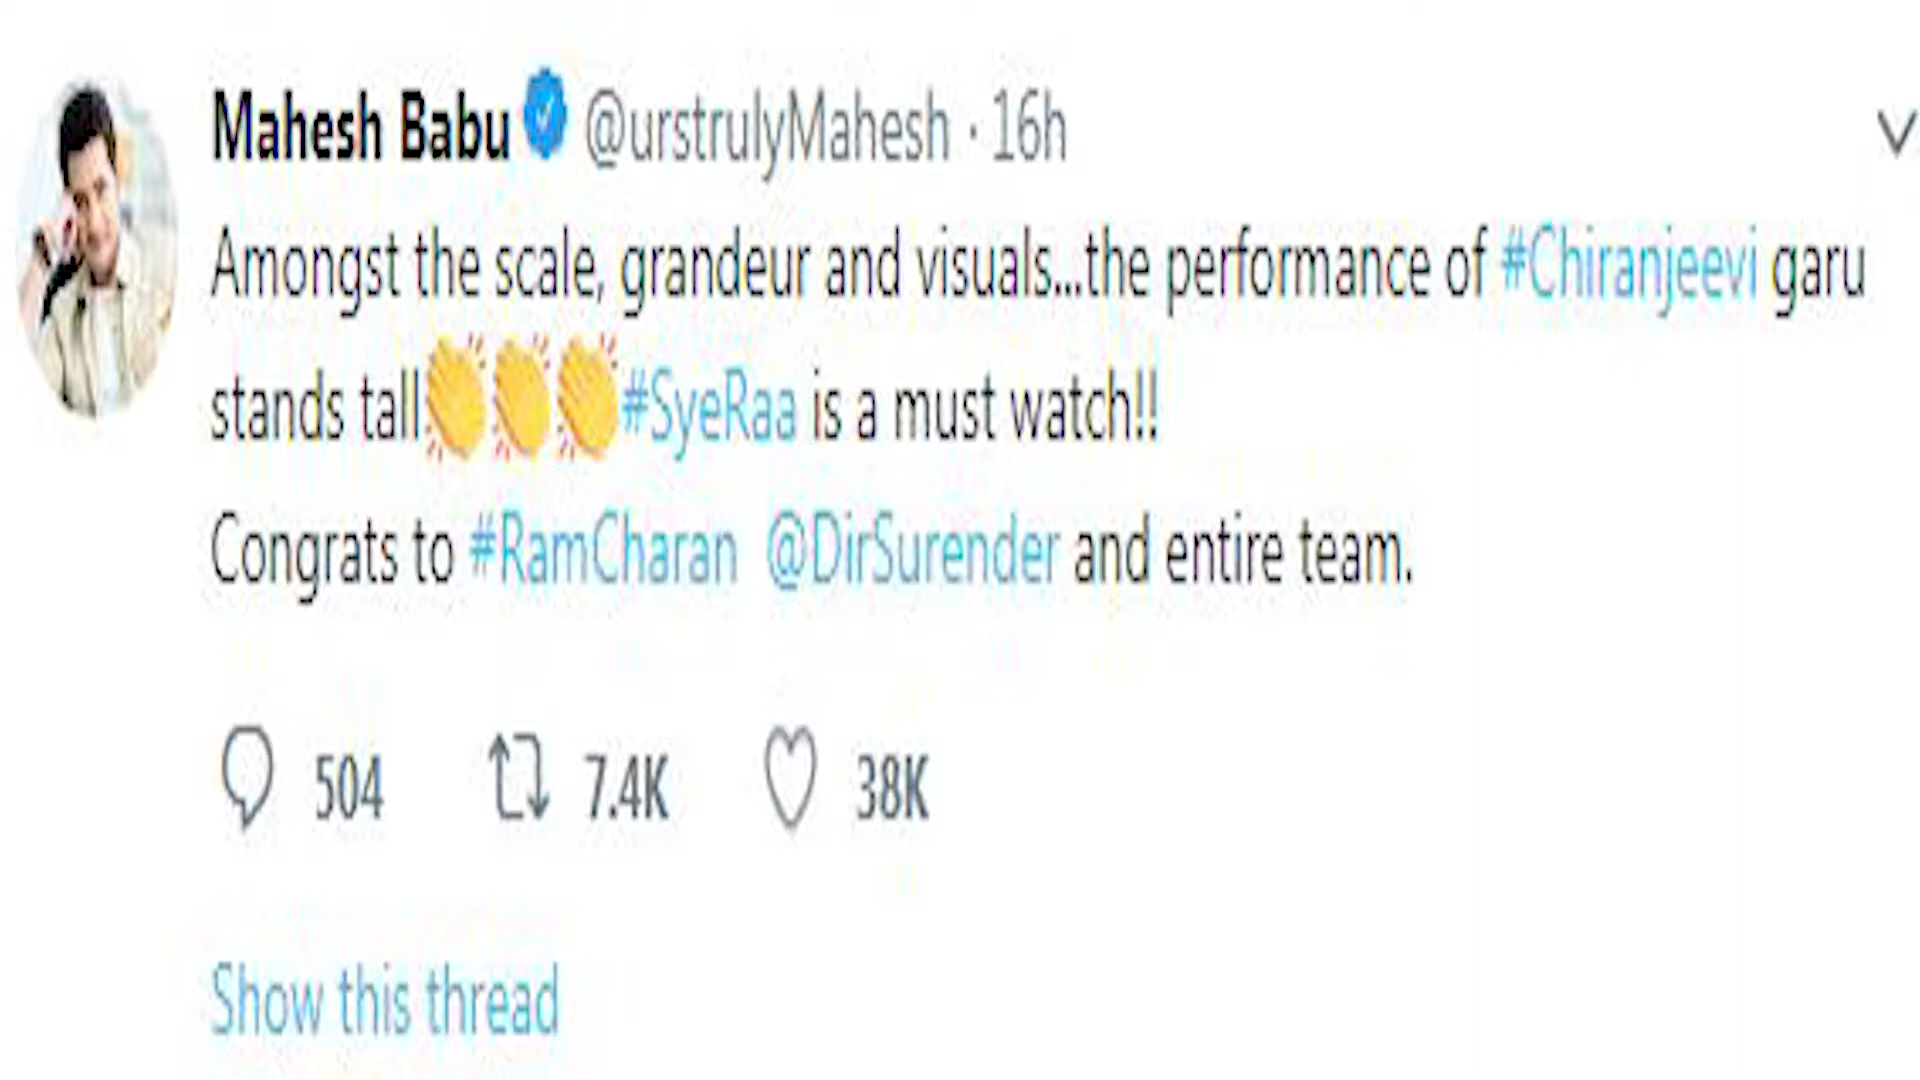 Mahesh Babu @urstrulyMahesh · 16h
Amongst the scale, grandeur and visuals...the performance of #Chiranjeevi garu
stands tall👏👏👏#SyeRaa is a must watch!!
Congrats to #RamCharan @DirSurender and entire team.
504 7.4K 38K
Show this thread